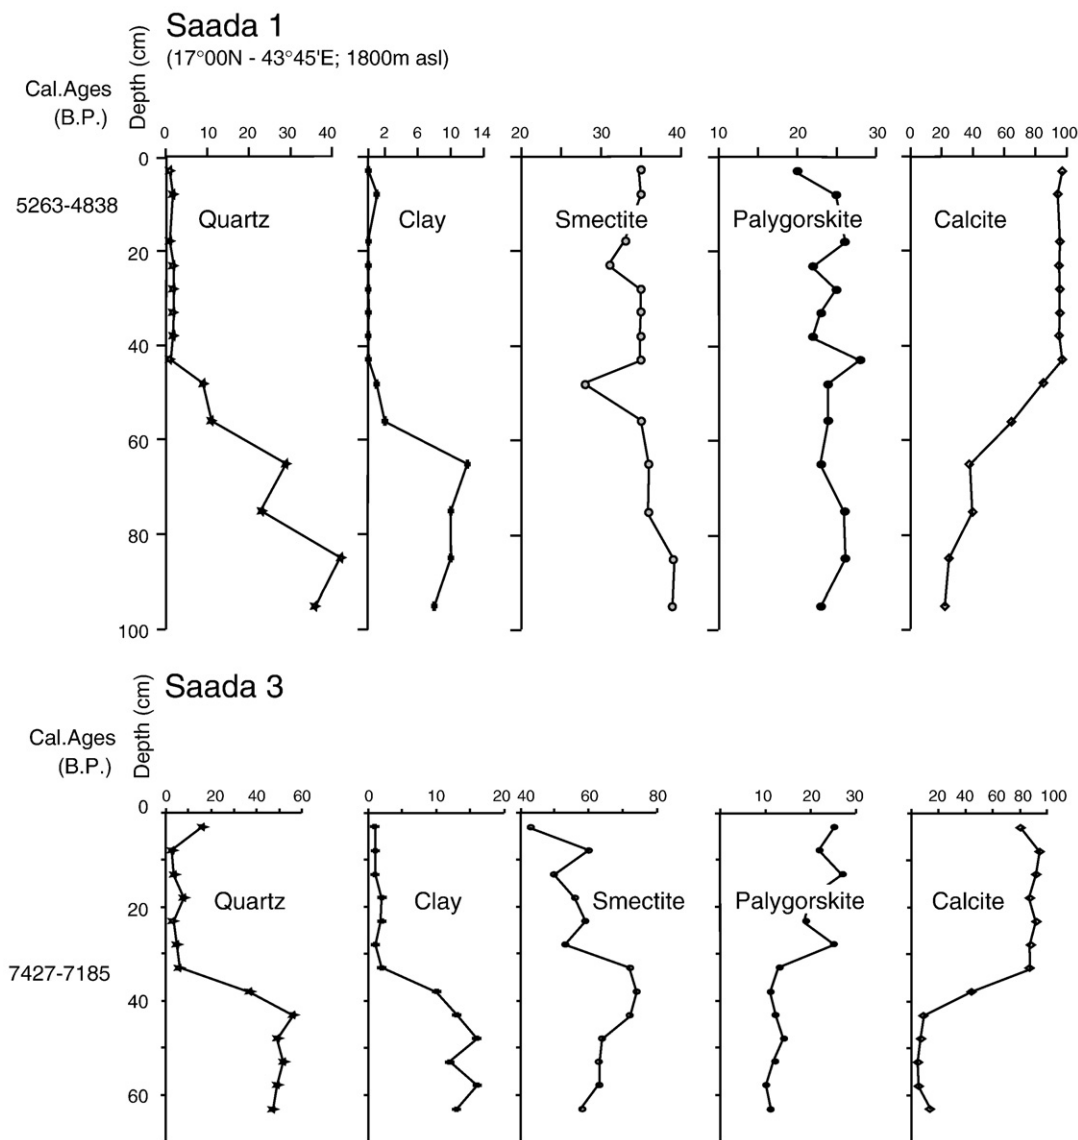 Saada 1
(17°00N - 43°45'E; 1800m asl)
Cal.Ages
(B.P.)
Depth (cm)
0 10 20 30 40
2 6 10 14
20 30 40
10 20 30
0 20 40 60 80 100
0
5263-4838
Quartz Clay Smectite Palygorskite Calcite
20
40
60
80
100
Saada 3
Cal.Ages
(B.P.)
Depth (cm)
0 20 40 60
0 10 20
40 60 80
10 20 30
20 40 60 80 100
0
Quartz Clay Smectite Palygorskite Calcite
20
7427-7185
40
60